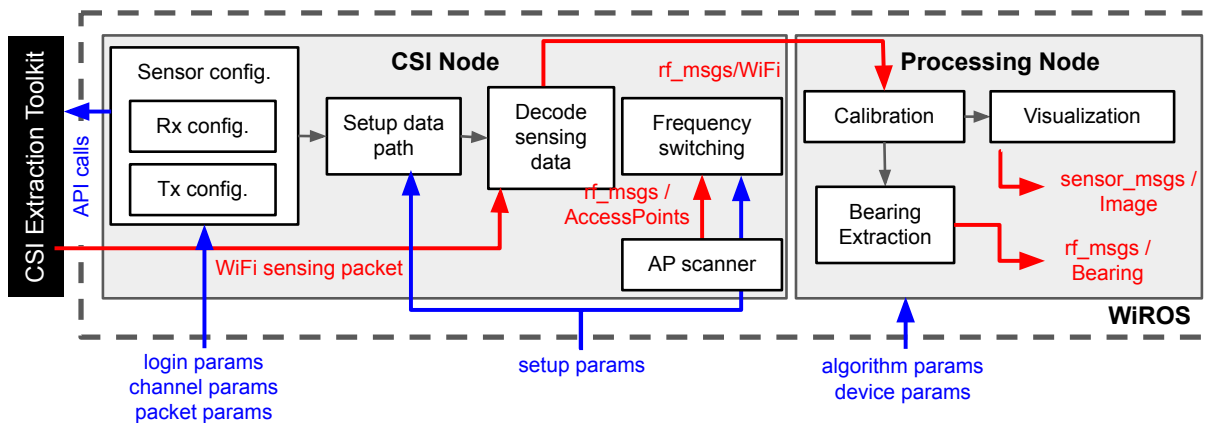 CSI Extraction Toolkit
API calls
CSI Node
Sensor config.
Rx config.
Tx config.
Setup data
path
Decode
sensing
data
Frequency
switching
rf_msgs/WiFi
rf_msgs /
AccessPoints
AP scanner
WiFi sensing packet
Processing Node
Calibration
Visualization
Bearing
Extraction
sensor_msgs /
Image
rf_msgs /
Bearing
WiROS
login params
channel params
packet params
setup params
algorithm params
device params